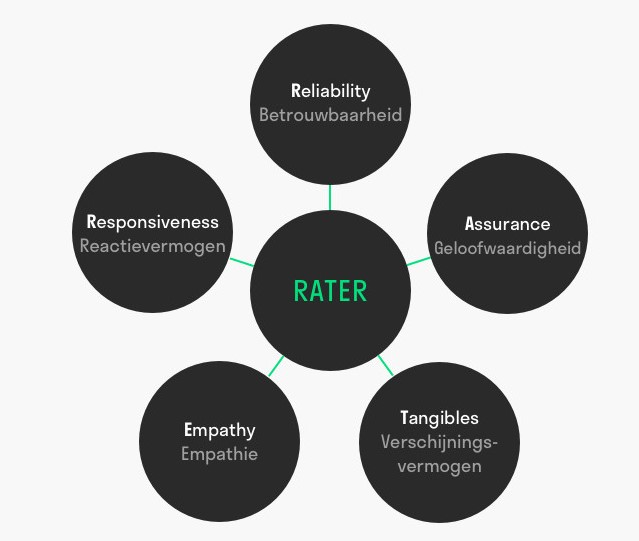 Reliability
Betrouwbaarheid
Responsiveness
Reactievermogen
Assurance
Geloofwaardigheid
RATER
Empathy
Empathie
Tangibles
Verschijnings-
vermogen